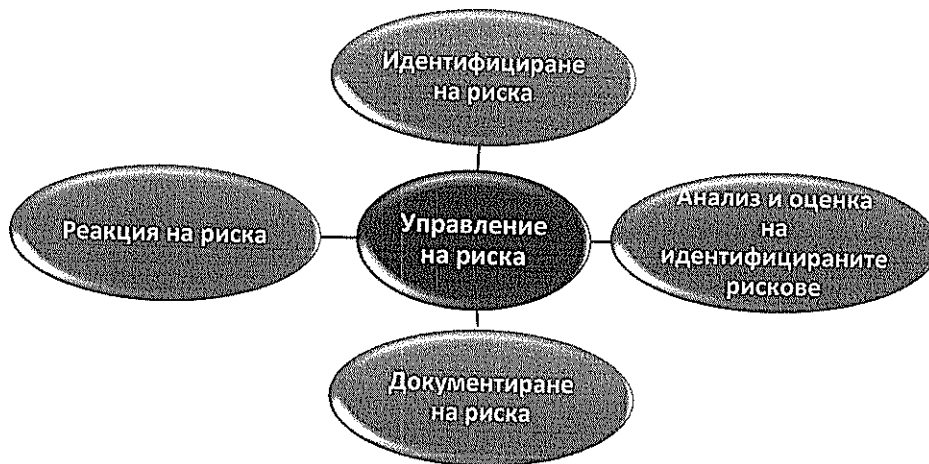 Идентифициране
на риска
Реакция на риска
Управление
на риска
Анализ и оценка
на
идентифицираните
рискове
Документиране
на риска